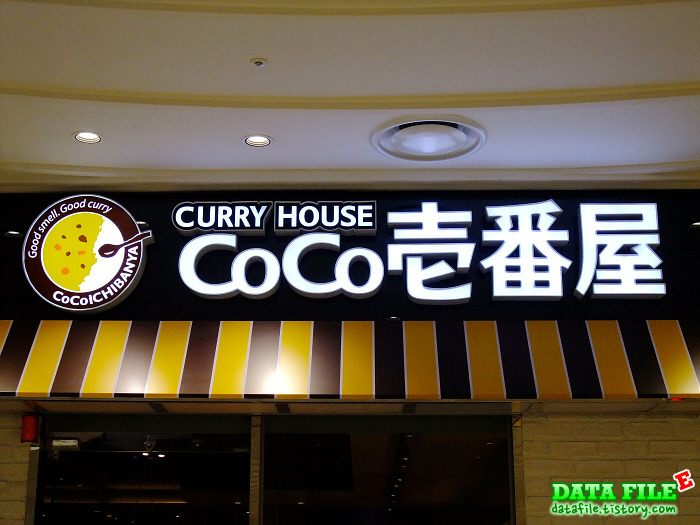 Good smell. Good curry
CoCoICHIBANYA
CURRY HOUSE
CoCo壱番屋
DATA FILE E
datafile.tistory.com